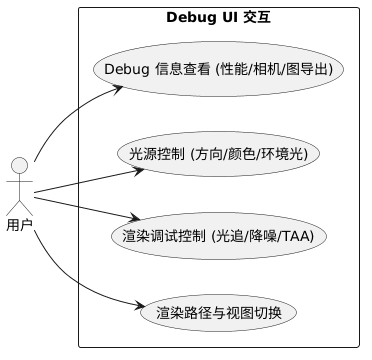 Debug UI 交互
Debug 信息查看 (性能/相机/图导出)
光源控制 (方向/颜色/环境光)
用户
渲染调试控制 (光追/降噪/TAA)
渲染路径与视图切换